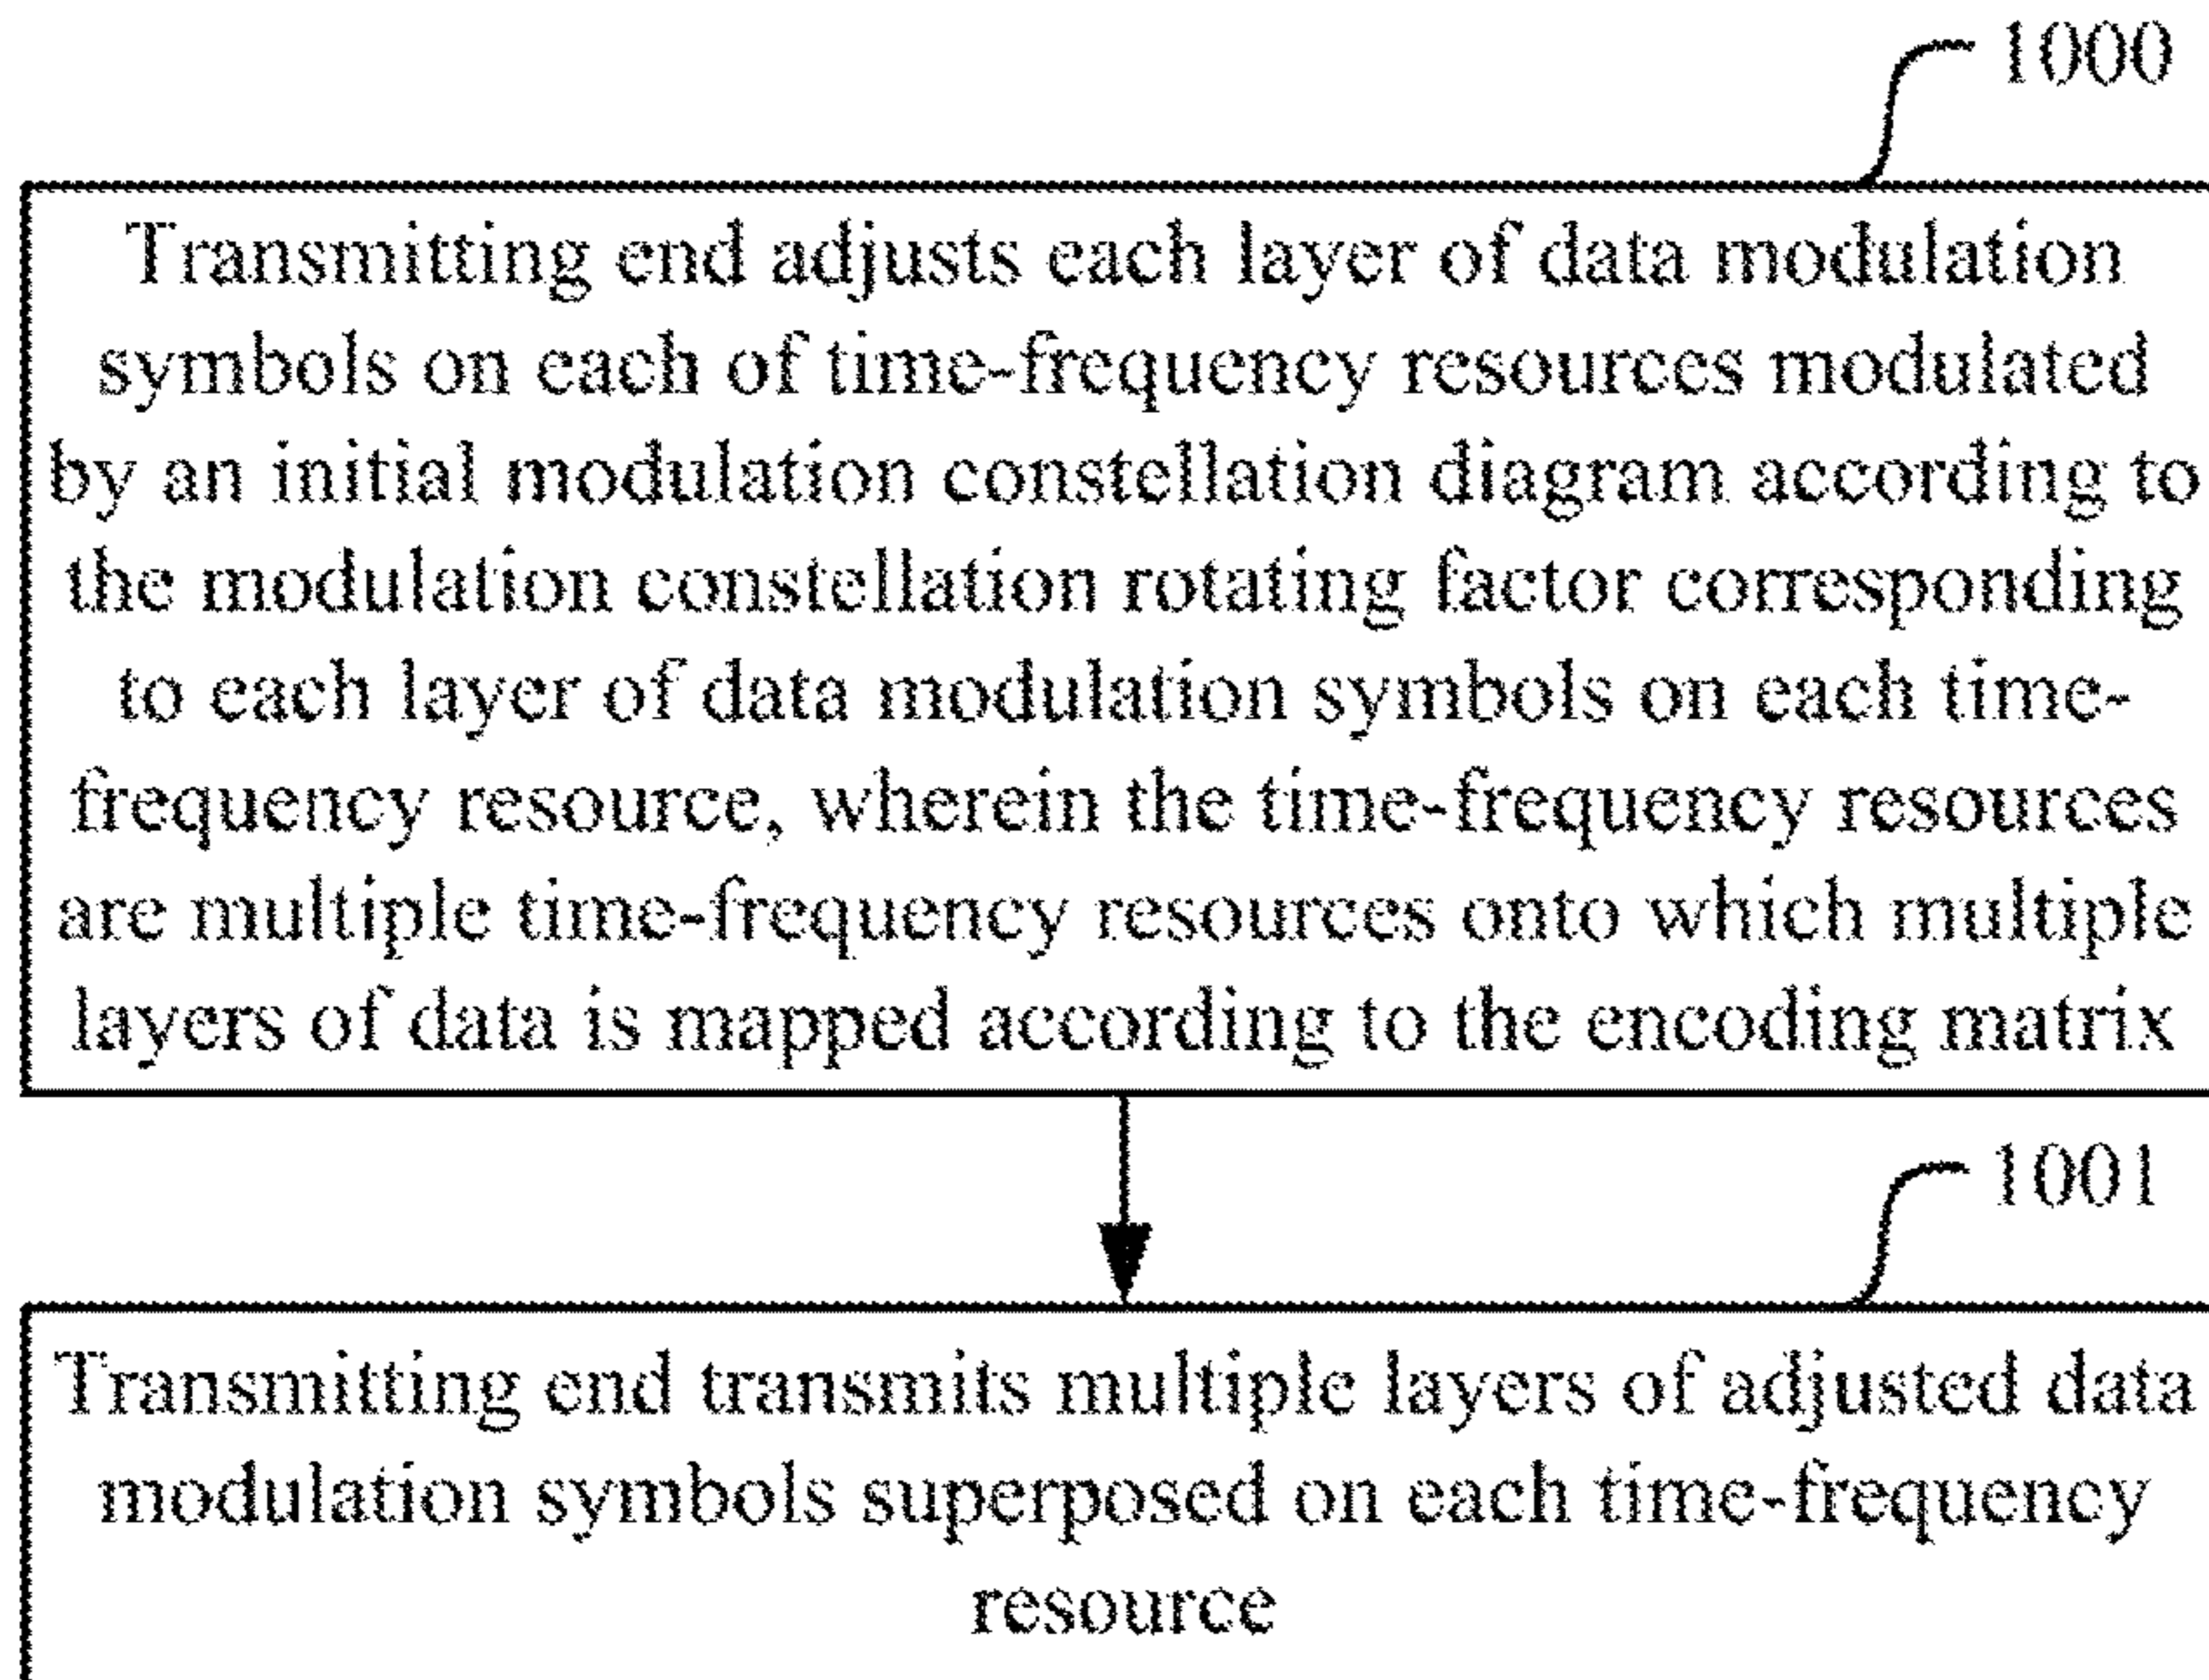 1000
Transmitting end adjusts each layer of data modulation
symbols on each of time-frequency resources modulated
by an initial modulation constellation diagram according to
the modulation constellation rotating factor corresponding
to each layer of data modulation symbols on each time-
frequency resource, wherein the time-frequency resources
are multiple time-frequency resources onto which multiple
layers of data is mapped according to the encoding matrix
1001
Transmitting end transmits multiple layers of adjusted data
modulation symbols superposed on each time-frequency
resource